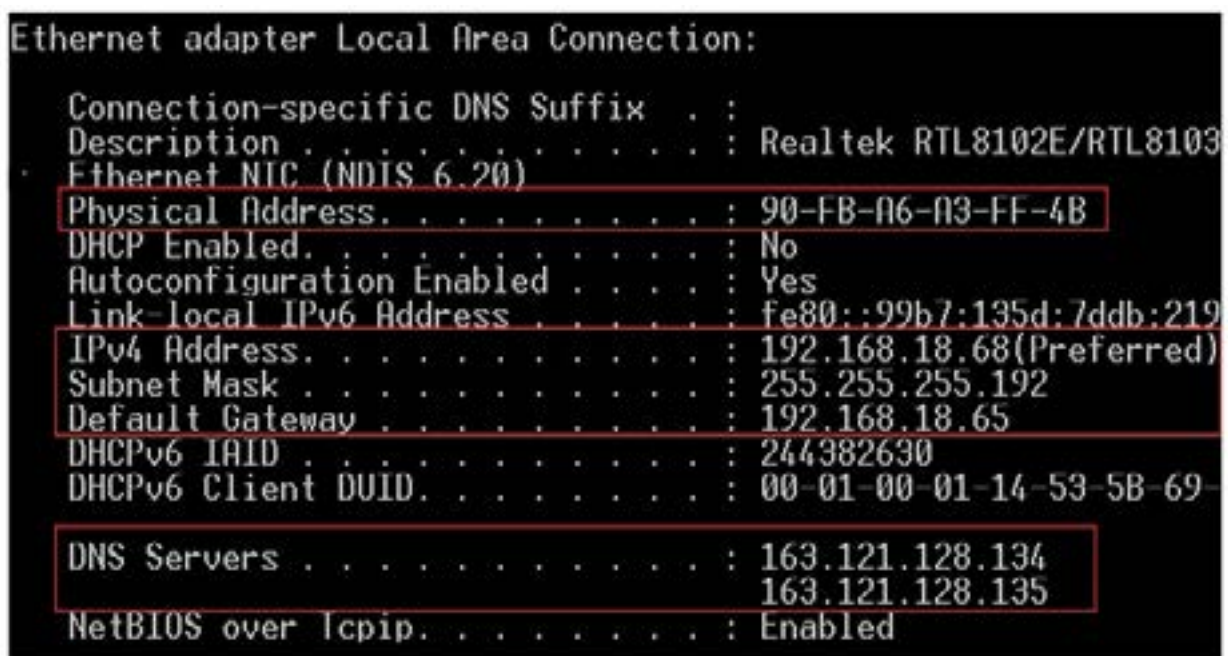 Ethernet adapter Local Area Connection:
Connection-specific DNS Suffix . :
Description . . . . . . . . . . . : Realtek RTL8102E/RTL8103
Ethernet NIC (NDIS 6.20)
Physical Address. . . . . . . . . : 90-FB-A6-A3-FF-4B
DHCP Enabled. . . . . . . . . . . : No
Autoconfiguration Enabled . . . . : Yes
Link-local IPv6 Address . . . . . : fe80::99b7:135d:7ddb:219
IPv4 Address. . . . . . . . . . . : 192.168.18.68(Preferred)
Subnet Mask . . . . . . . . . . . : 255.255.255.192
Default Gateway . . . . . . . . . : 192.168.18.65
DHCPv6 IAID . . . . . . . . . . . : 244382630
DHCPv6 Client DUID. . . . . . . . : 00-01-00-01-14-53-5B-69-
DNS Servers . . . . . . . . . . . : 163.121.128.134
163.121.128.135
NetBIOS over Tcpip. . . . . . . . : Enabled